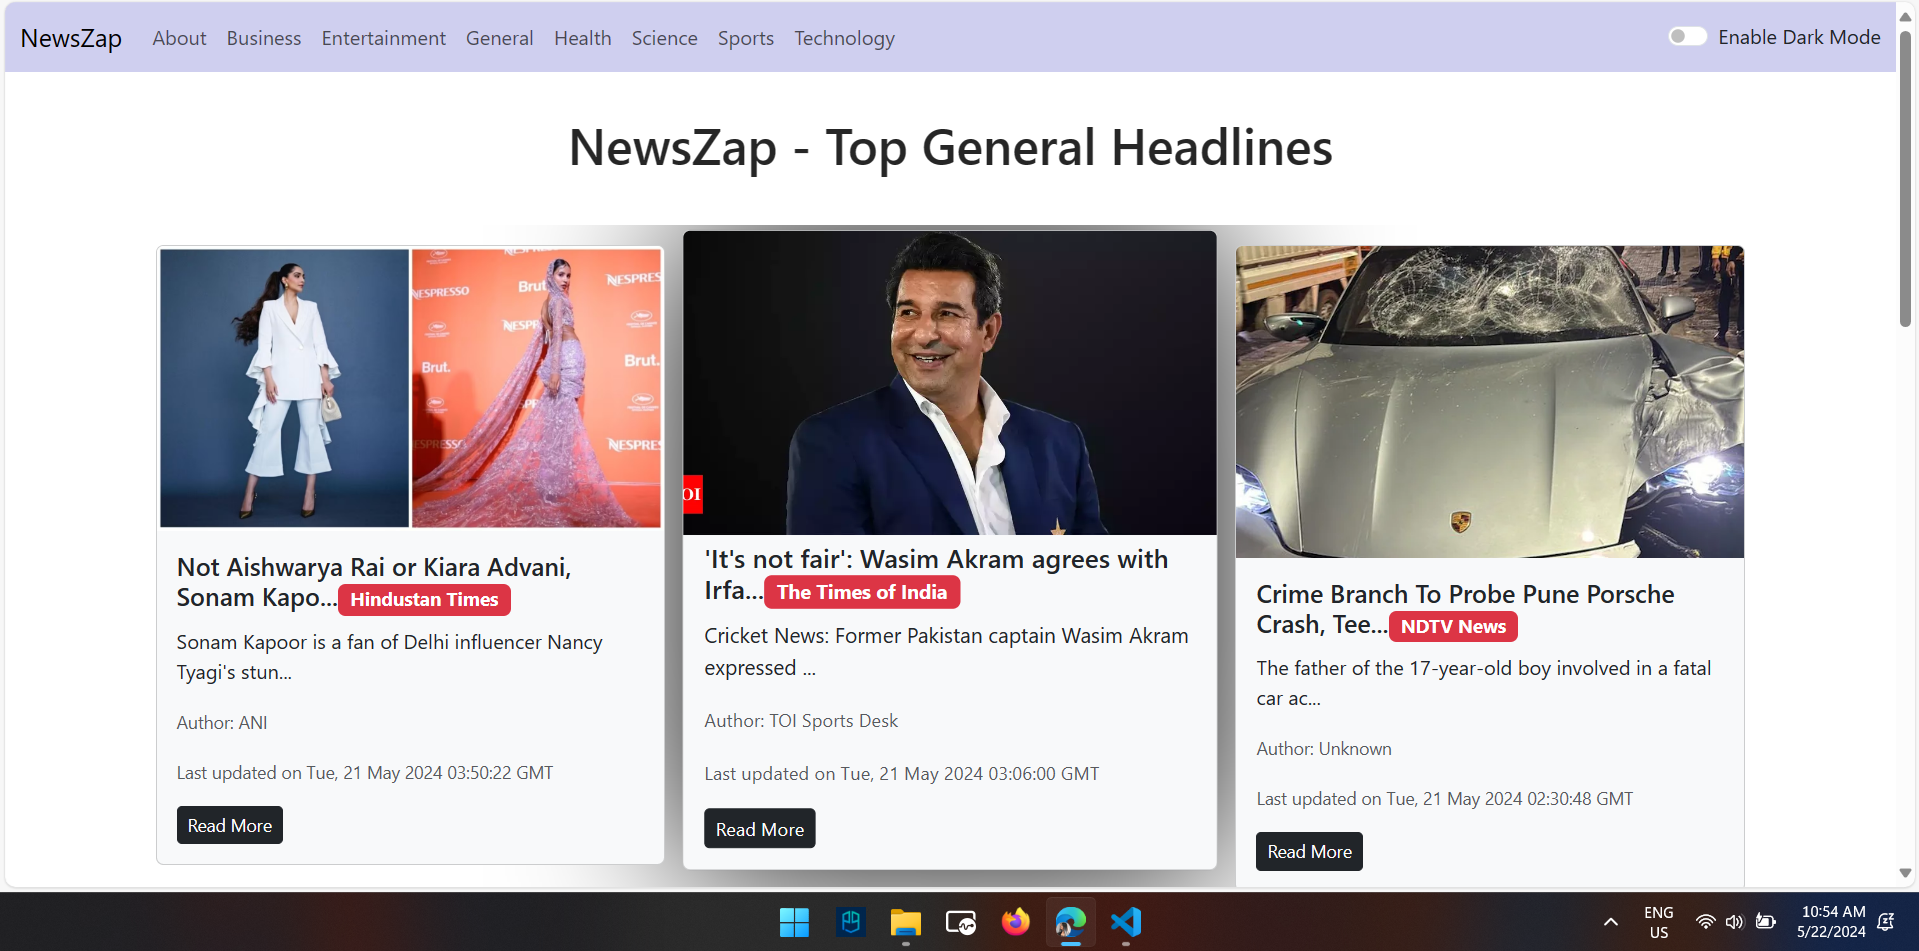 NewsZap About Business Entertainment General Health Science Sports Technology Enable Dark Mode
NewsZap - Top General Headlines
NESPRESSO
Brut.
NESPRESS
NESPR
Brut.
Brut.
NESPRESSO
NESPRES
OI
Not Aishwarya Rai or Kiara Advani,
Sonam Kapo... Hindustan Times
Sonam Kapoor is a fan of Delhi influencer Nancy
Tyagi's stun...
Author: ANI
Last updated on Tue, 21 May 2024 03:50:22 GMT
Read More
'It's not fair': Wasim Akram agrees with
Irfa... The Times of India
Cricket News: Former Pakistan captain Wasim Akram
expressed ...
Author: TOI Sports Desk
Last updated on Tue, 21 May 2024 03:06:00 GMT
Read More
Crime Branch To Probe Pune Porsche
Crash, Tee... NDTV News
The father of the 17-year-old boy involved in a fatal
car ac...
Author: Unknown
Last updated on Tue, 21 May 2024 02:30:48 GMT
Read More
ENG
US
10:54 AM
5/22/2024